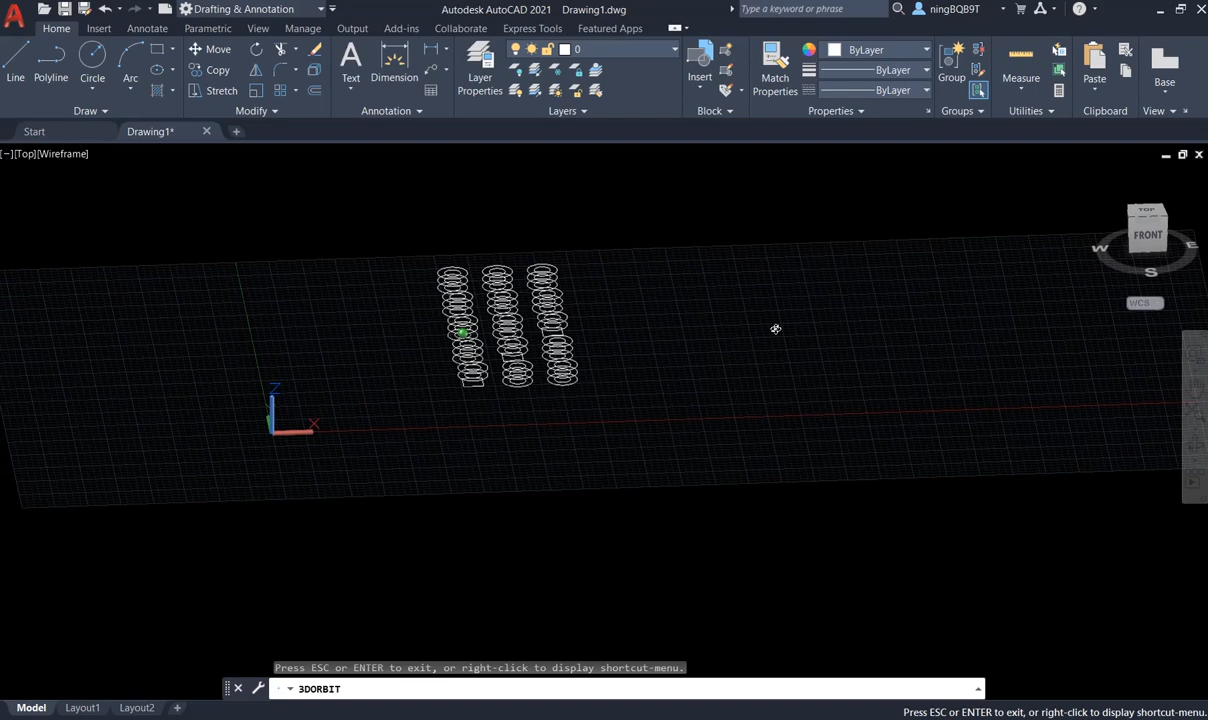 Drafting & Annotation
Autodesk AutoCAD 2021 Drawing1.dwg
Type a keyword or phrase
ningBQB9T
Home Insert Annotate Parametric View Manage Output Add-ins Collaborate Express Tools Featured Apps
Line Polyline Circle Arc
Move
Copy
Stretch
Text Dimension
Layer Properties
0
Insert
Match Properties
ByLayer
ByLayer
ByLayer
Group
Measure
Paste
Base
Draw Modify Annotation Layers Block Properties Groups Utilities Clipboard View
Start Drawing1*
[−][Top][Wireframe]
TOP
FRONT
W E
S
WCS
Z
X
Press ESC or ENTER to exit, or right-click to display shortcut-menu.
3DORBIT
Model Layout1 Layout2
Press ESC or ENTER to exit, or right-click to display shortcut-menu.